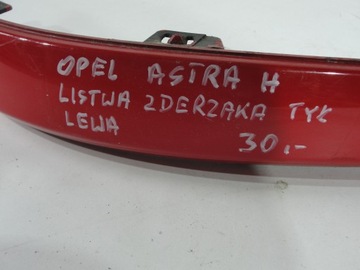 OPEL ASTRA H
LISTWA ZDERZAKA TYŁ
LEWA
30,-